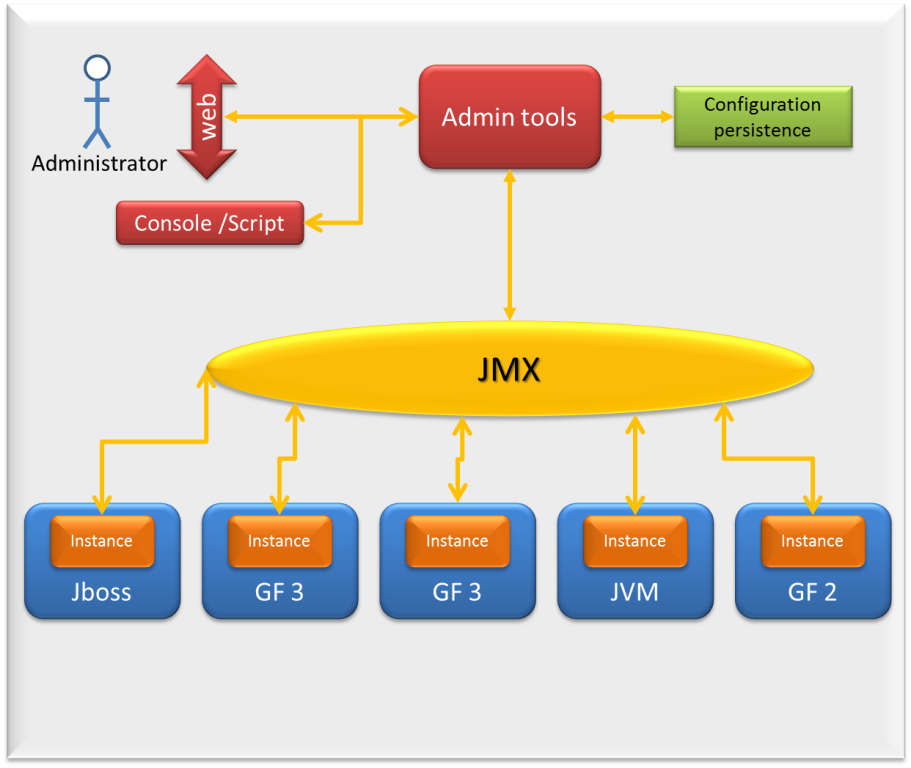 web
Admin tools
Configuration
persistence
Administrator
Console /Script
JMX
Instance
Jboss
Instance
GF 3
Instance
GF 3
Instance
JVM
Instance
GF 2